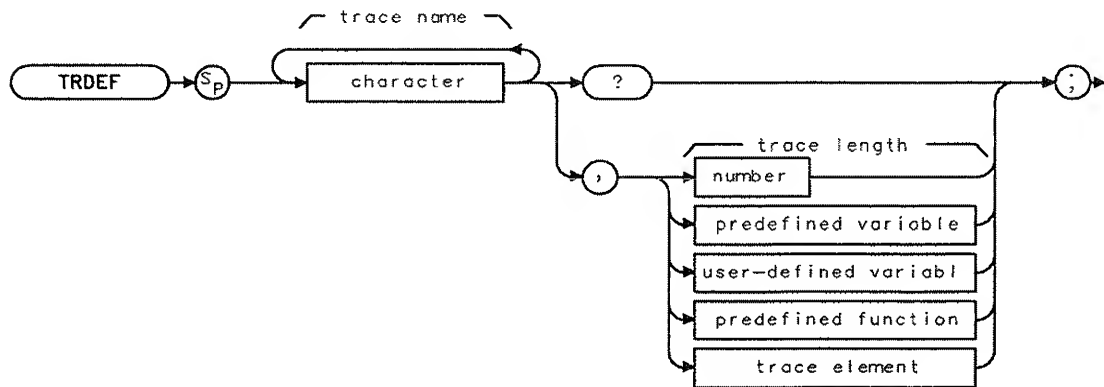 trace name
TRDEF
SP
character
?
;
trace length
,
number
predefined variable
user-defined variabl
predefined function
trace element